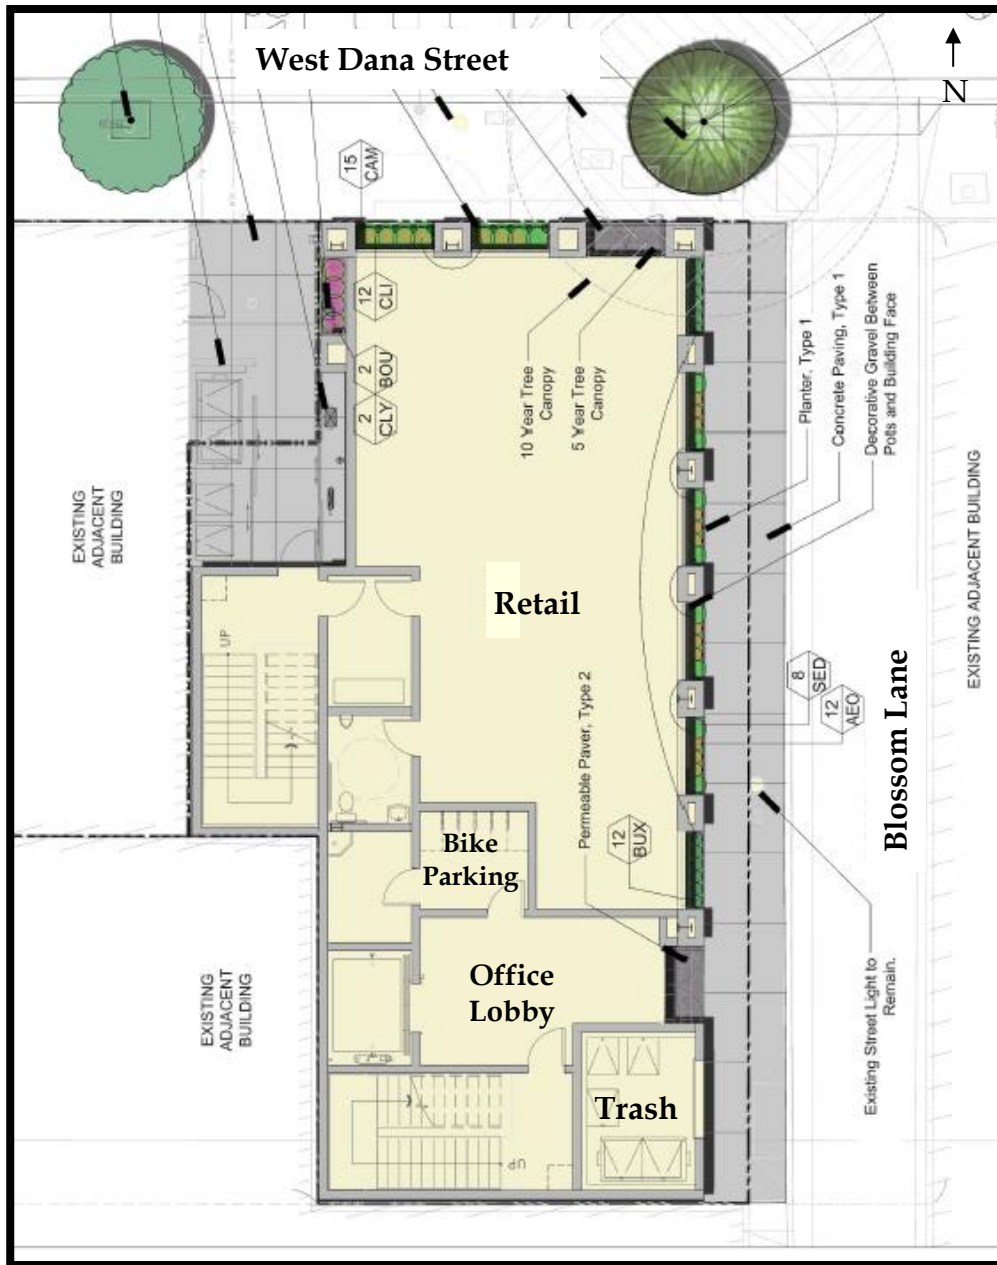 West Dana Street
N
15
CAM
12
CLI
2
BOU
2
CLY
10 Year Tree
Canopy
5 Year Tree
Canopy
Planter, Type 1
Concrete Paving, Type 1
Decorative Gravel Between
Pots and Building Face
EXISTING
ADJACENT
BUILDING
Retail
EXISTING ADJACENT BUILDING
UP
Permeable Paver, Type 2
8
SED
12
AEO
Blossom Lane
12
BUX
Bike
Parking
EXISTING
ADJACENT
BUILDING
Office
Lobby
Existing Street Light to
Remain.
Trash
UP